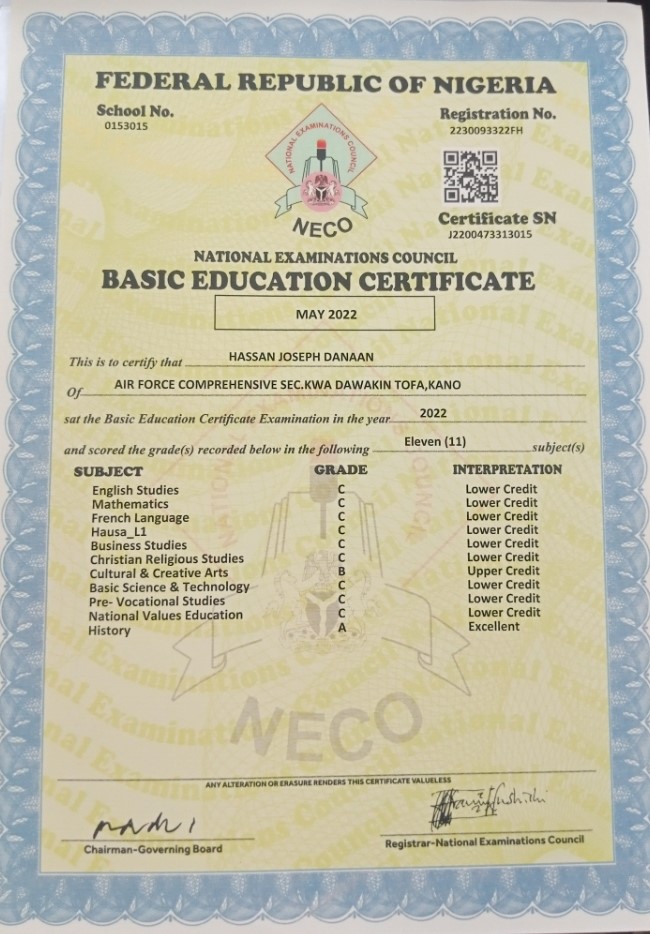 FEDERAL REPUBLIC OF NIGERIA
School No.
0153015
Registration No.
2230093322FH
NATIONAL EXAMINATIONS COUNCIL
NECO
Certificate SN
J2200473313015
NATIONAL EXAMINATIONS COUNCIL
BASIC EDUCATION CERTIFICATE
MAY 2022
This is to certify that HASSAN JOSEPH DANAAN
Of AIR FORCE COMPREHENSIVE SEC.KWA DAWAKIN TOFA,KANO
sat the Basic Education Certificate Examination in the year 2022
and scored the grade(s) recorded below in the following Eleven (11) subject(s)
SUBJECT GRADE INTERPRETATION
English Studies C Lower Credit
Mathematics C Lower Credit
French Language C Lower Credit
Hausa_L1 C Lower Credit
Business Studies C Lower Credit
Christian Religious Studies C Lower Credit
Cultural & Creative Arts B Upper Credit
Basic Science & Technology C Lower Credit
Pre- Vocational Studies C Lower Credit
National Values Education C Lower Credit
History A Excellent
NECO
ANY ALTERATION OR ERASURE RENDERS THIS CERTIFICATE VALUELESS
Chairman-Governing Board
Registrar-National Examinations Council